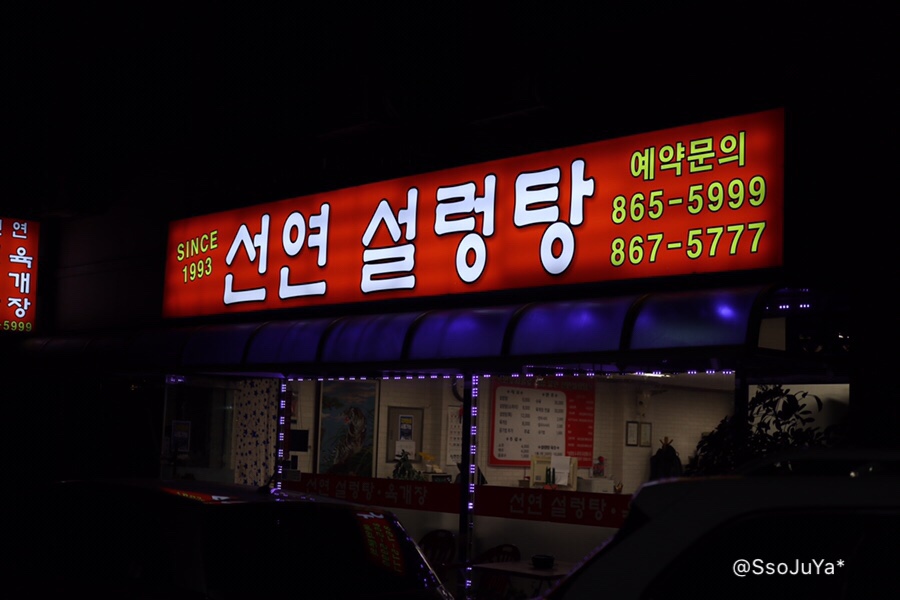 SINCE
1993
선연 설렁탕
예약문의
865-5999
867-5777
연
육
개
장
-5999
선연 설렁탕·육개장
선연 설렁탕·
@SsoJuYa*